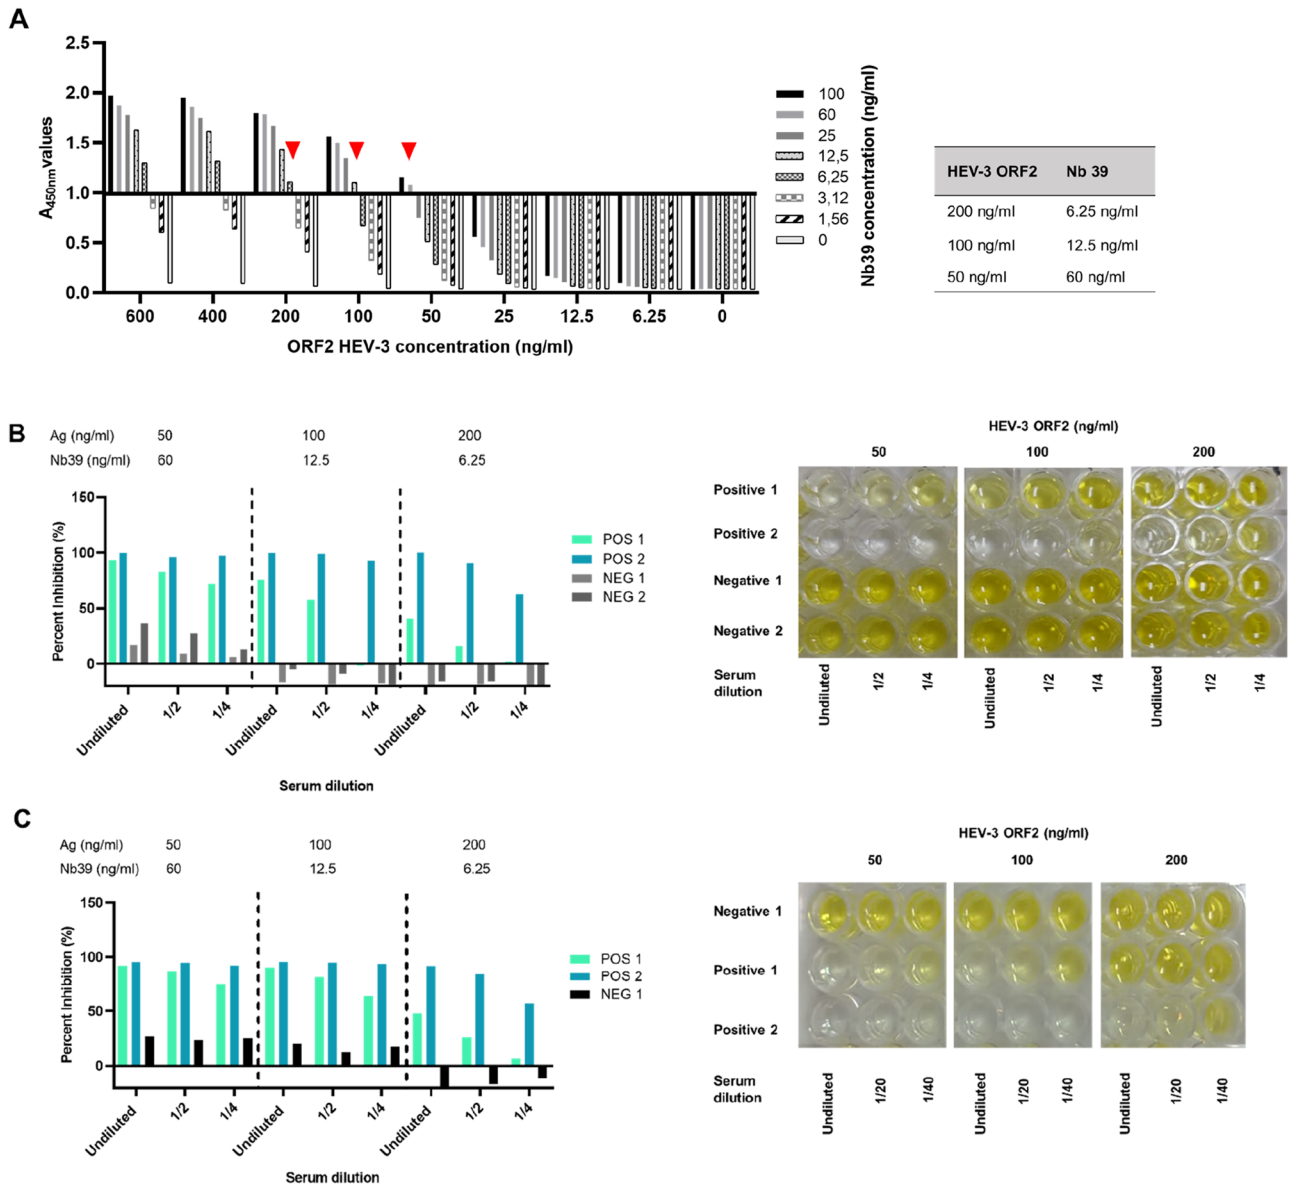 A
2.5
2.0
1.5
1.0
0.5
0.0
A450nm values
600 400 200 100 50 25 12.5 6.25 0
ORF2 HEV-3 concentration (ng/ml)
100
60
25
12,5
6,25
3,12
1,56
0
Nb39 concentration (ng/ml)
HEV-3 ORF2 Nb 39
200 ng/ml 6.25 ng/ml
100 ng/ml 12.5 ng/ml
50 ng/ml 60 ng/ml
B
Ag (ng/ml) 50 100 200
Nb39 (ng/ml) 60 12.5 6.25
150
100
50
0
Percent Inhibition (%)
Undiluted 1/2 1/4 Undiluted 1/2 1/4 Undiluted 1/2 1/4
Serum dilution
POS 1
POS 2
NEG 1
NEG 2
HEV-3 ORF2 (ng/ml)
50 100 200
Positive 1
Positive 2
Negative 1
Negative 2
Serum
dilution
Undiluted 1/2 1/4 Undiluted 1/2 1/4 Undiluted 1/2 1/4
C
Ag (ng/ml) 50 100 200
Nb39 (ng/ml) 60 12.5 6.25
150
100
50
0
Percent Inhibition (%)
Undiluted 1/2 1/4 Undiluted 1/2 1/4 Undiluted 1/2 1/4
Serum dilution
POS 1
POS 2
NEG 1
HEV-3 ORF2 (ng/ml)
50 100 200
Negative 1
Positive 1
Positive 2
Serum
dilution
Undiluted 1/20 1/40 Undiluted 1/20 1/40 Undiluted 1/20 1/40